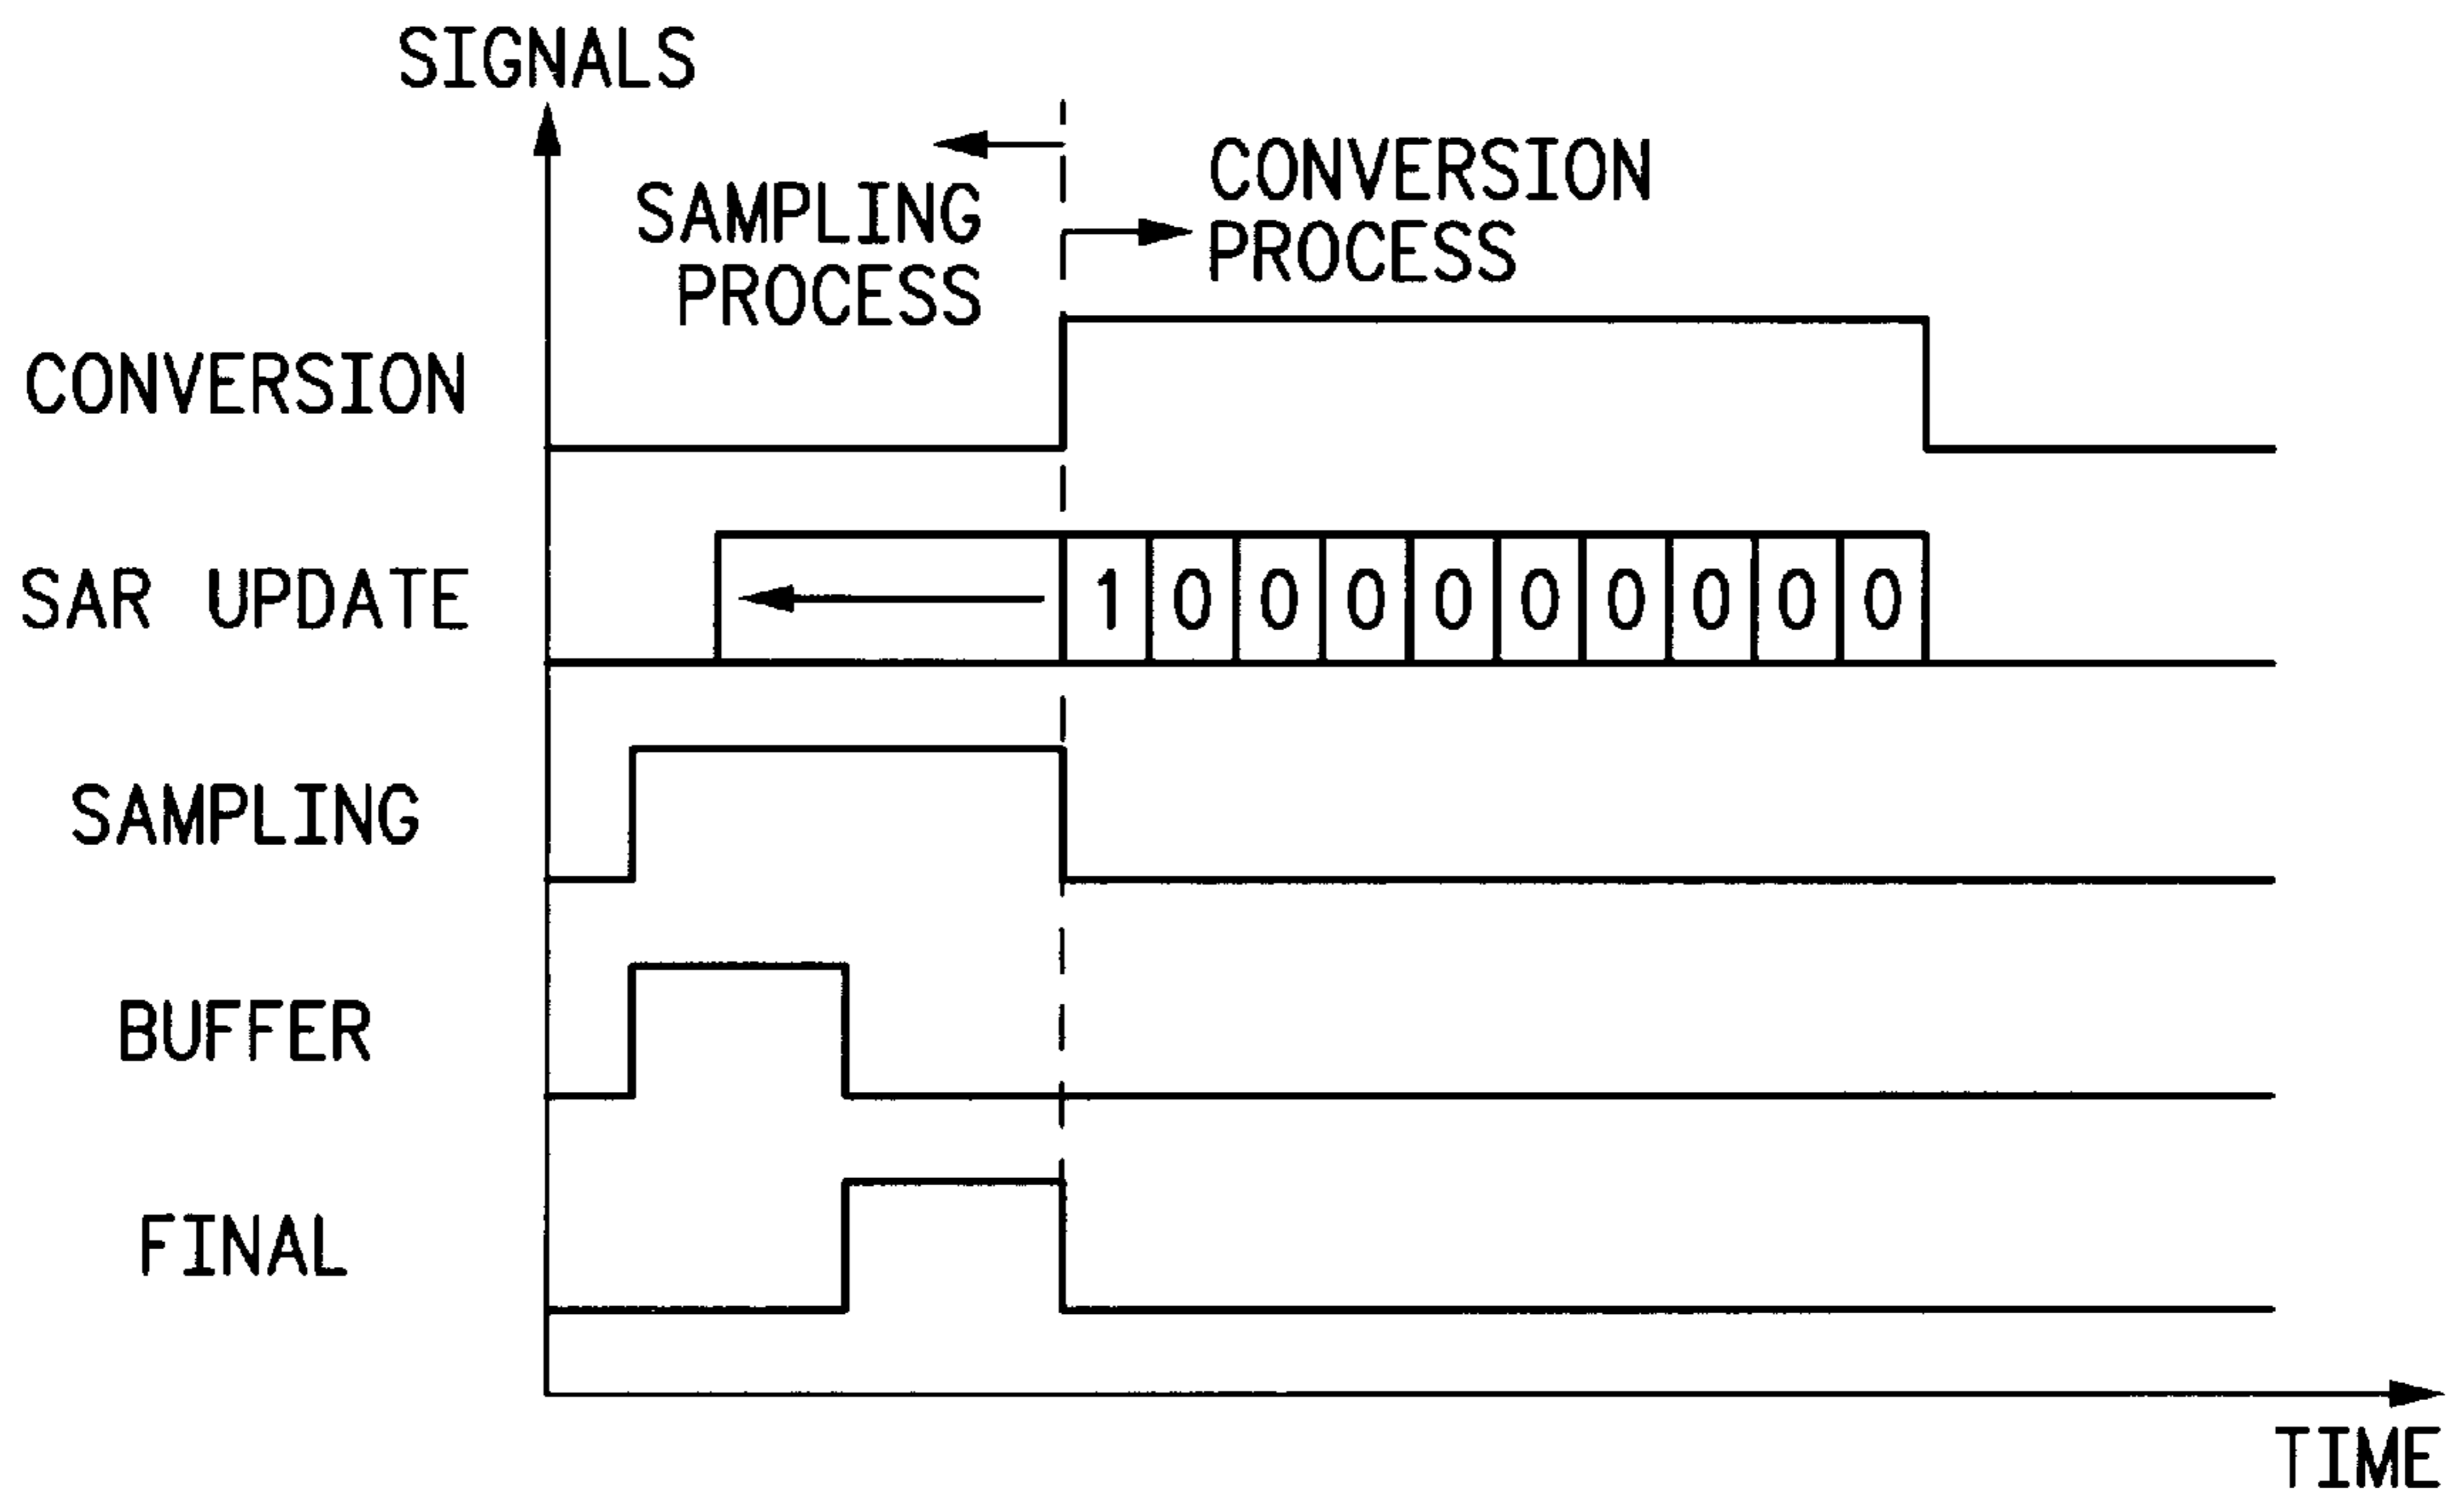 SIGNALS
SAMPLING
PROCESS
CONVERSION
PROCESS
CONVERSION
SAR UPDATE
1 0 0 0 0 0 0 0 0 0
SAMPLING
BUFFER
FINAL
TIME